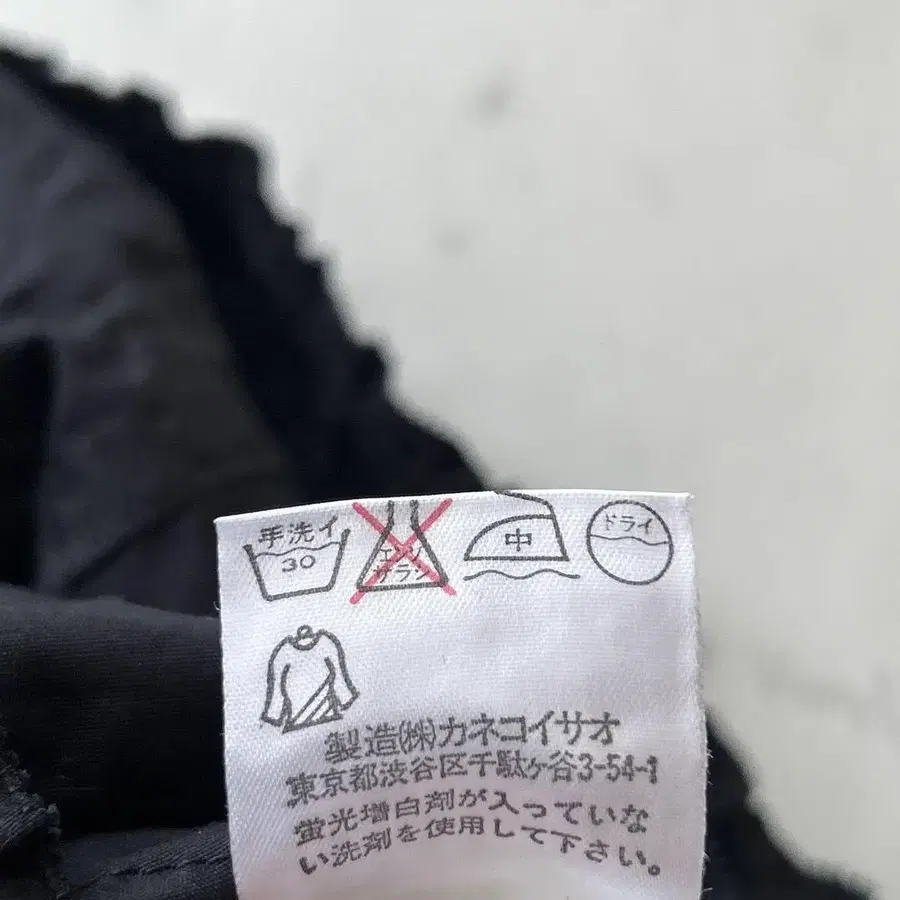 手洗イ
30
エンソ
サラシ
中
ドライ
製造(株)カネコイサオ
東京都渋谷区千駄ケ谷3-54-1
蛍光増白剤が入っていな
い洗剤を使用して下さい。